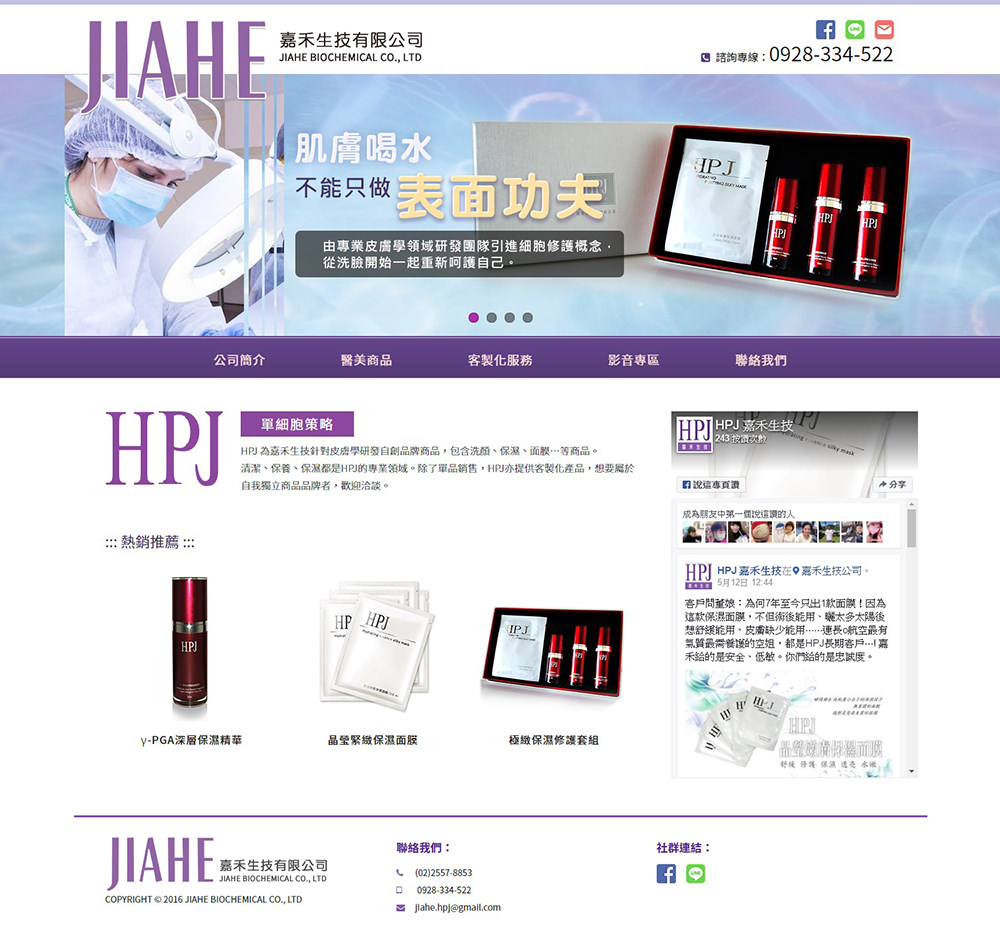 JIAHE
嘉禾生技有限公司
JIAHE BIOCHEMICAL CO., LTD
諮詢專線：0928-334-522
肌膚喝水
不能只做 表面功夫
由專業皮膚學領域研發團隊引進細胞修護概念，
從洗臉開始一起重新呵護自己。
HPJ
HPJ
HPJ
HPJ
公司簡介
醫美商品
客製化服務
影音專區
聯絡我們
HPJ
單細胞策略
HPJ 為嘉禾生技針對皮膚學研發自創品牌商品，包含洗顏、保濕、面膜…等商品。
清潔、保養、保濕都是HPJ的專業領域。除了單品銷售，HPJ亦提供客製化產品，想要屬於
自我獨立商品品牌者，歡迎洽談。
::: 熱銷推薦 :::
HPJ
HPJ
HPJ
γ-PGA深層保濕精華
晶瑩緊緻保濕面膜
極緻保濕修護套組
HPJ
嘉禾生技
HPJ 嘉禾生技
243 按讚次數
說這專頁讚
分享
成為朋友中第一個說這讚的人
HPJ
嘉禾生技
HPJ 嘉禾生技在嘉禾生技公司。
5月12日 12:44
客戶問董娘：為何7年至今只出1款面膜！因為
這款保濕面膜，不但術後能用、曬太多太陽後
想舒緩能用、皮膚缺少能用……連長o航空最有
氣質最需養護的空姐，都是HPJ長期客戶…! 嘉
禾給的是安全、低敏。你們給的是忠誠度。
HPJ
舒緩 修護 保濕 透亮 水嫩
JIAHE
嘉禾生技有限公司
JIAHE BIOCHEMICAL CO., LTD
COPYRIGHT © 2016 JIAHE BIOCHEMICAL CO., LTD
聯絡我們：
(02)2557-8853
0928-334-522
jiahe.hpj@gmail.com
社群連結：